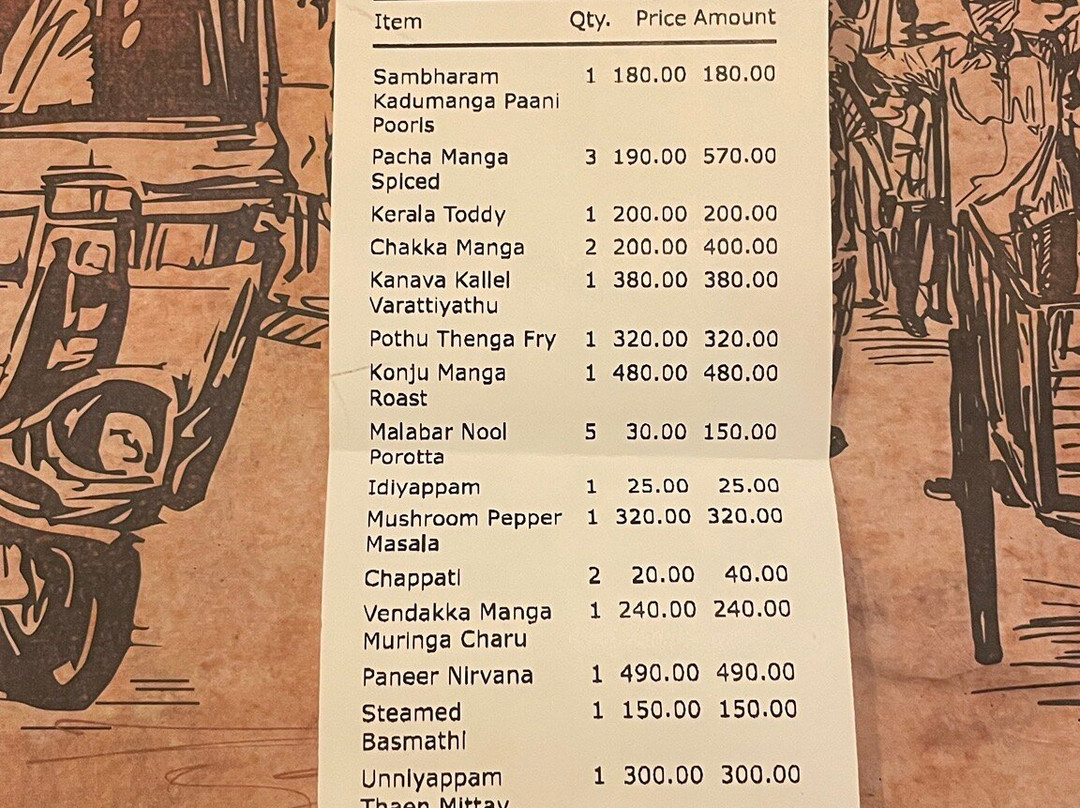 Item Qty. Price Amount
Sambharam 1 180.00 180.00
Kadumanga Paani
Pooris
Pacha Manga 3 190.00 570.00
Spiced
Kerala Toddy 1 200.00 200.00
Chakka Manga 2 200.00 400.00
Kanava Kallel 1 380.00 380.00
Varattiyathu
Pothu Thenga Fry 1 320.00 320.00
Konju Manga 1 480.00 480.00
Roast
Malabar Nool 5 30.00 150.00
Porotta
Idiyappam 1 25.00 25.00
Mushroom Pepper 1 320.00 320.00
Masala
Chappati 2 20.00 40.00
Vendakka Manga 1 240.00 240.00
Muringa Charu
Paneer Nirvana 1 490.00 490.00
Steamed 1 150.00 150.00
Basmathi
Unniyappam 1 300.00 300.00
Thaen Mittay